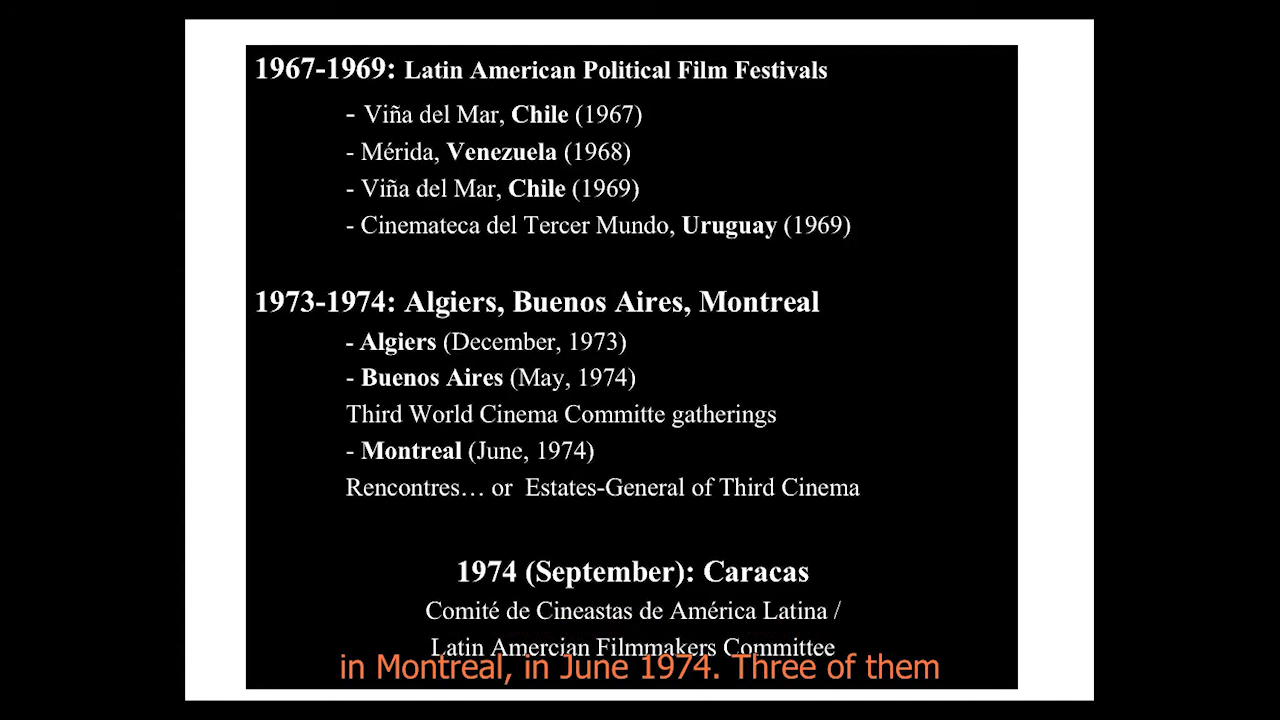 1967-1969: Latin American Political Film Festivals
- Viña del Mar, Chile (1967)
- Mérida, Venezuela (1968)
- Viña del Mar, Chile (1969)
- Cinemateca del Tercer Mundo, Uruguay (1969)
1973-1974: Algiers, Buenos Aires, Montreal
- Algiers (December, 1973)
- Buenos Aires (May, 1974)
Third World Cinema Committe gatherings
- Montreal (June, 1974)
Rencontres… or Estates-General of Third Cinema
1974 (September): Caracas
Comité de Cineastas de América Latina /
Latin Amercian Filmmakers Committee
in Montreal, in June 1974. Three of them